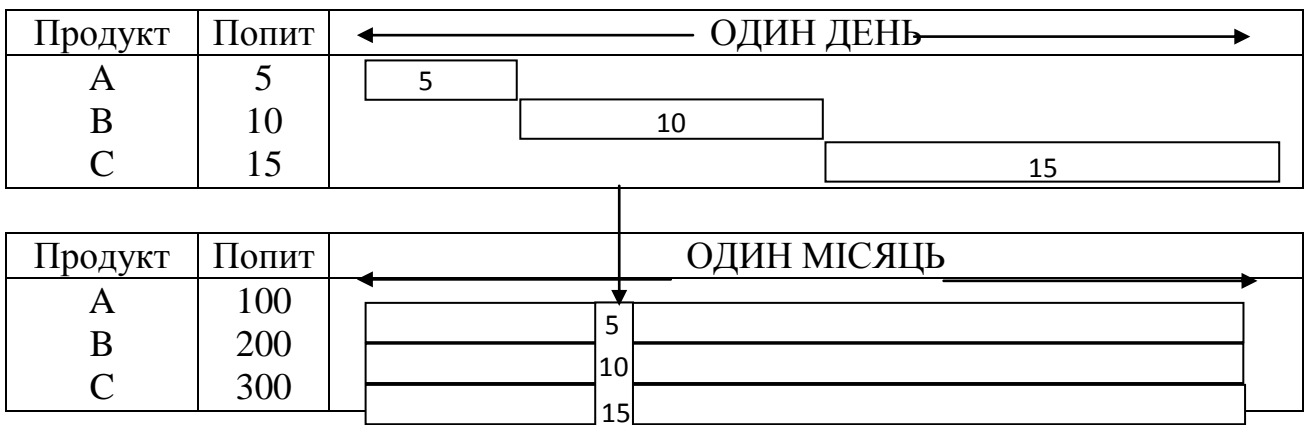 Продукт Попит ОДИН ДЕНЬ
А 5 5
В 10 10
С 15 15
Продукт Попит ОДИН МІСЯЦЬ
А 100 5
В 200 10
С 300 15